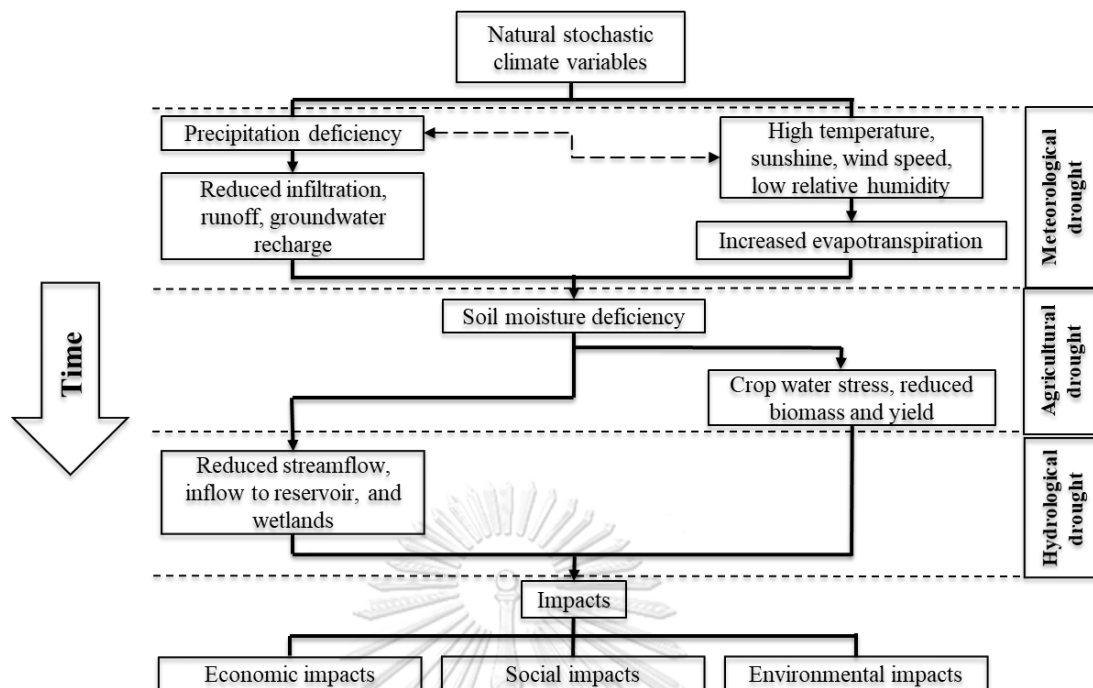 Natural stochastic
climate variables
Precipitation deficiency
High temperature,
sunshine, wind speed,
low relative humidity
Reduced infiltration,
runoff, groundwater
recharge
Increased evapotranspiration
Meteorological
drought
Time
Soil moisture deficiency
Crop water stress, reduced
biomass and yield
Agricultural
drought
Reduced streamflow,
inflow to reservoir, and
wetlands
Hydrological
drought
Impacts
Economic impacts
Social impacts
Environmental impacts